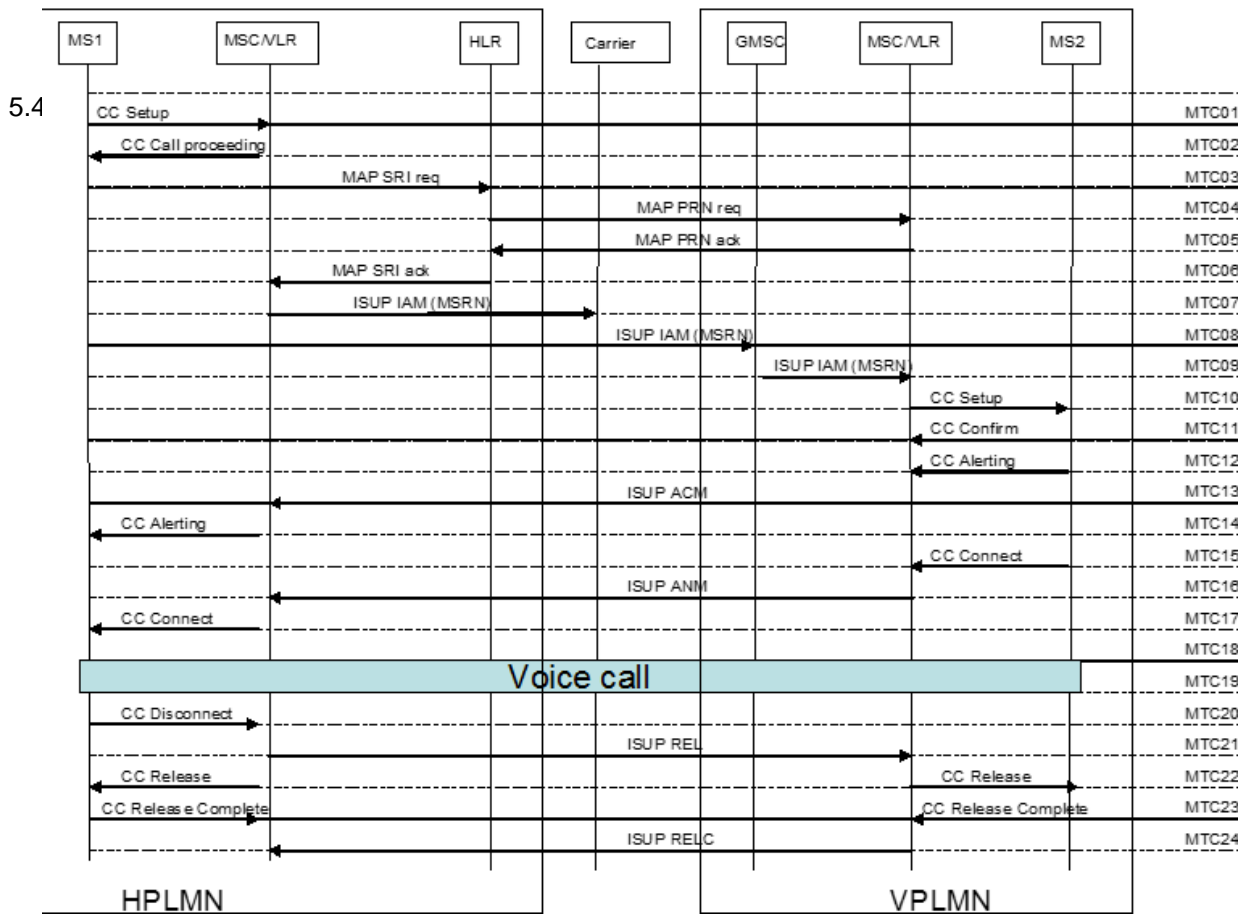 MS1 MSC/VLR HLR Carrier GMSC MSC/VLR MS2
5.4
CC Setup MTC01
CC Call proceeding MTC02
MAP SRI req MTC03
MAP PRN req MTC04
MAP PRN ack MTC05
MAP SRI ack MTC06
ISUP IAM (MSRN) MTC07
ISUP IAM (MSRN) MTC08
ISUP IAM (MSRN) MTC09
CC Setup MTC10
CC Confirm MTC11
CC Alerting MTC12
ISUP ACM MTC13
CC Alerting MTC14
CC Connect MTC15
ISUP ANM MTC16
CC Connect MTC17
MTC18
Voice call
MTC19
CC Disconnect MTC20
ISUP REL MTC21
CC Release CC Release MTC22
CC Release Complete CC Release Complete MTC23
ISUP RELC MTC24
HPLMN VPLMN